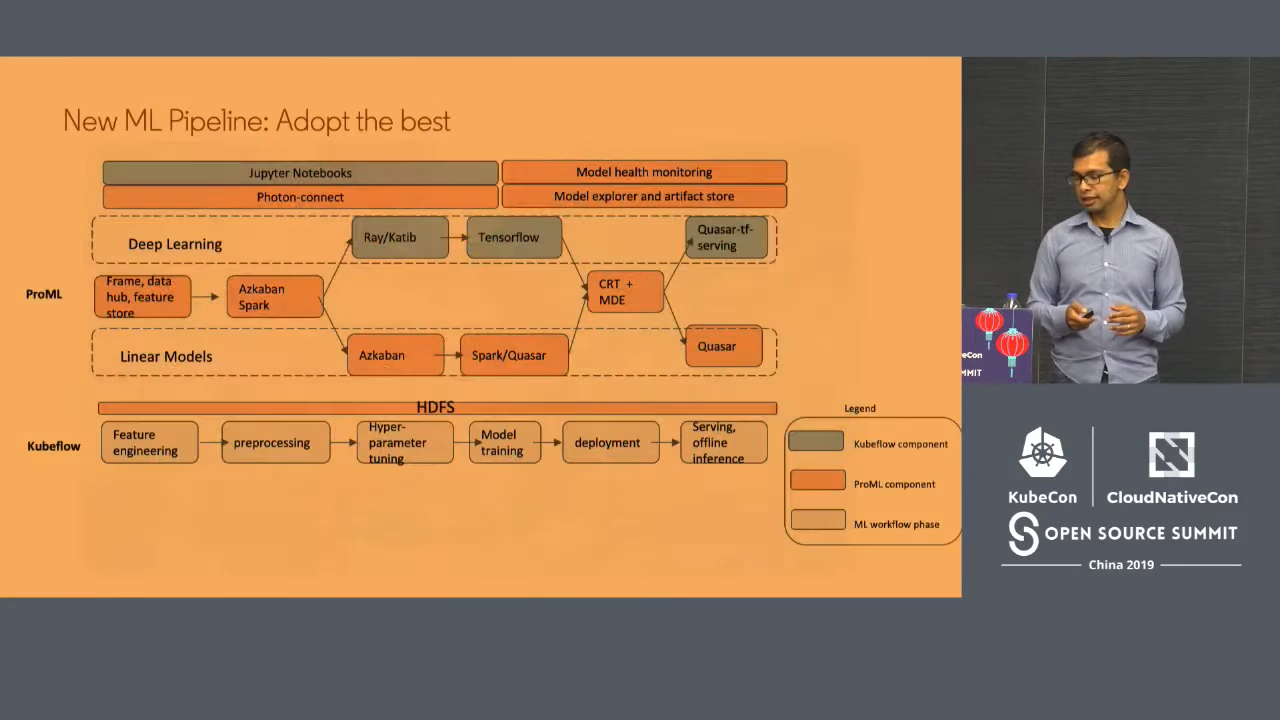 New ML Pipeline: Adopt the best
Jupyter Notebooks
Model health monitoring
Photon-connect
Model explorer and artifact store
Deep Learning
Ray/Katib
Tensorflow
Quasar-tf-
serving
ProML
Frame, data
hub, feature
store
Azkaban
Spark
CRT +
MDE
Linear Models
Azkaban
Spark/Quasar
Quasar
HDFS
Kubeflow
Feature
engineering
preprocessing
Hyper-
parameter
tuning
Model
training
deployment
Serving,
offline
inference
Legend
Kubeflow component
ProML component
ML workflow phase
eCon
MMIT
KubeCon
CloudNativeCon
OPEN SOURCE SUMMIT
China 2019